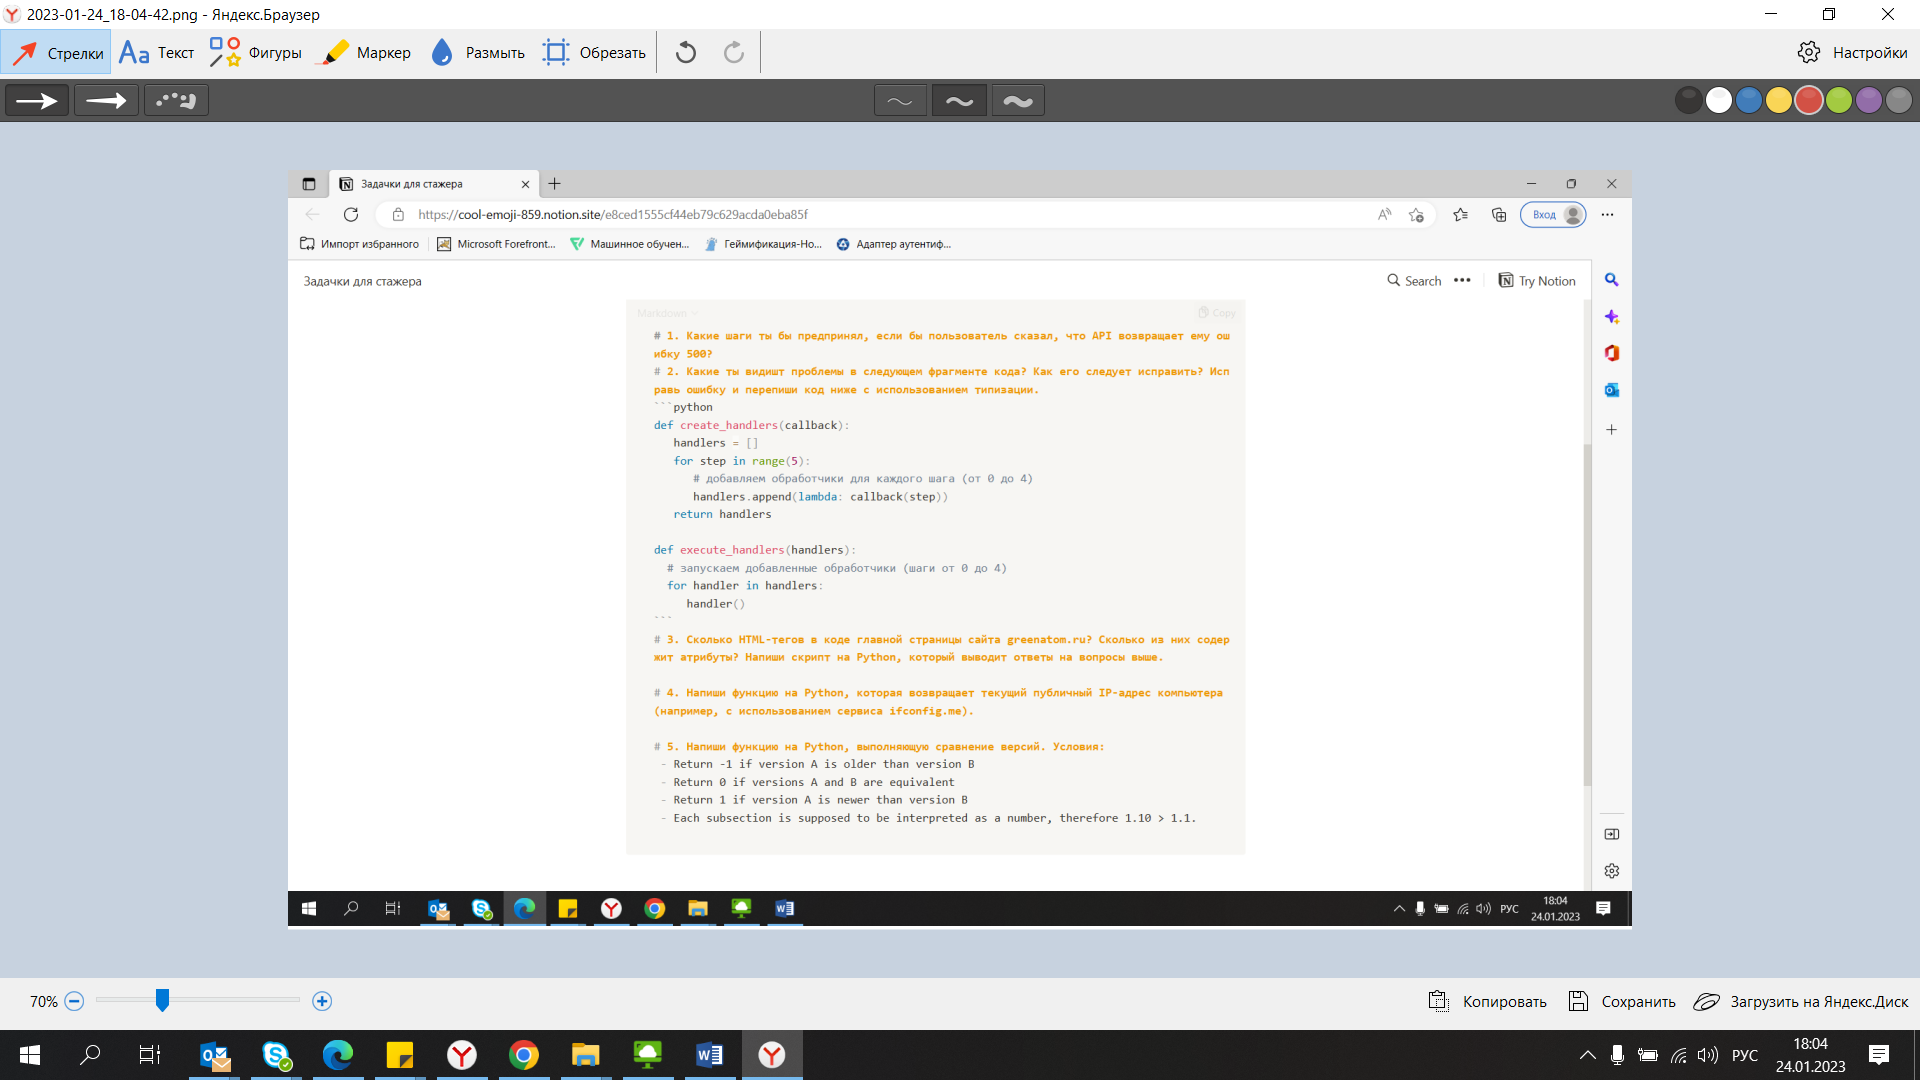 2023-01-24_18-04-42.png - Яндекс.Браузер
Стрелки Текст Фигуры Маркер Размыть Обрезать Настройки
Задачки для стажера
https://cool-emoji-859.notion.site/e8ced1555cf44eb79c629acda0eba85f Вход
Импорт избранного Microsoft Forefront... Машинное обучен... Геймификация-Но... Адаптер аутентиф...
Задачки для стажера Search Try Notion
Markdown Copy
# 1. Какие шаги ты бы предпринял, если бы пользователь сказал, что API возвращает ему ош
ибку 500?
# 2. Какие ты видишт проблемы в следующем фрагменте кода? Как его следует исправить? Исп
равь ошибку и перепиши код ниже с использованием типизации.
```python
def create_handlers(callback):
handlers = []
for step in range(5):
# добавляем обработчики для каждого шага (от 0 до 4)
handlers.append(lambda: callback(step))
return handlers
def execute_handlers(handlers):
# запускаем добавленные обработчики (шаги от 0 до 4)
for handler in handlers:
handler()
```
# 3. Сколько HTML-тегов в коде главной страницы сайта greenatom.ru? Сколько из них содер
жит атрибуты? Напиши скрипт на Python, который выводит ответы на вопросы выше.
# 4. Напиши функцию на Python, которая возвращает текущий публичный IP-адрес компьютера
(например, с использованием сервиса ifconfig.me).
# 5. Напиши функцию на Python, выполняющую сравнение версий. Условия:
- Return -1 if version A is older than version B
- Return 0 if versions A and B are equivalent
- Return 1 if version A is newer than version B
- Each subsection is supposed to be interpreted as a number, therefore 1.10 > 1.1.
РУС 18:04
24.01.2023
70% Копировать Сохранить Загрузить на Яндекс.Диск
РУС 18:04
24.01.2023